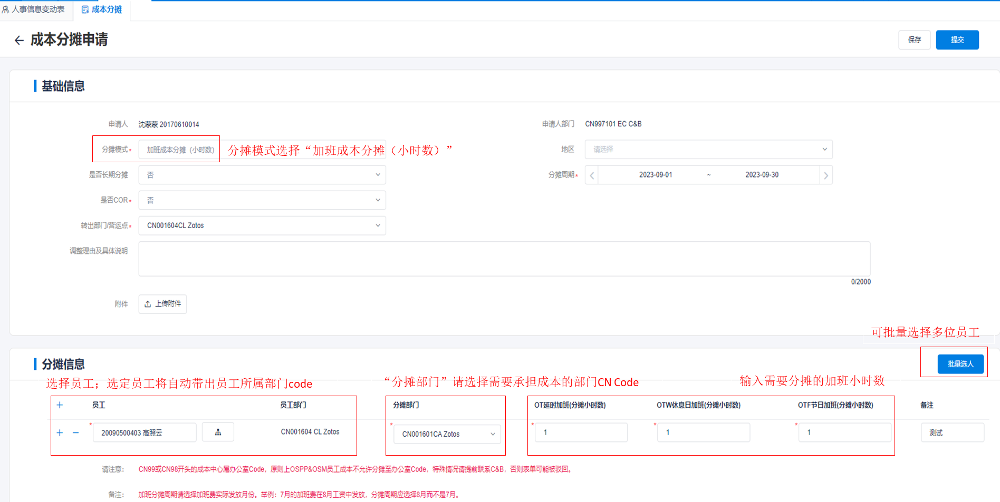 人事信息变动表 成本分摊
成本分摊申请 保存 提交
基础信息
申请人 沈蒙蒙 20170610014 申请人部门 CN997101 EC C&B
分摊模式* 加班成本分摊（小时数） 分摊模式选择“加班成本分摊（小时数）” 地区 请选择
是否长期分摊 否 分摊周期* 2023-09-01 ~ 2023-09-30
是否COR* 否
转出部门/营运点* CN001604CL Zotos
调整理由及具体说明
0/2000
附件 上传附件
可批量选择多位员工
分摊信息 批量选人
选择员工；选定员工将自动带出员工所属部门code “分摊部门”请选择需要承担成本的部门CN Code 输入需要分摊的加班小时数
+ 员工 员工部门 分摊部门 OT延时加班(分摊小时数) OTW休息日加班(分摊小时数) OTF节日加班(分摊小时数) 备注
+ − * 20090500403 高照云 CN001604 CL Zotos * CN001601CA Zotos * 1 * 1 * 1 测试
请注意： CN99或CN98开头的成本中心属办公室Code，原则上OSPP&OSM员工成本不允许分摊至办公室Code，特殊情况请提前联系C&B，否则表单可能被驳回。
备注： 加班分摊周期请选择加班费实际发放月份。举例：7月的加班费在8月工资中发放，分摊周期应选择8月而不是7月。